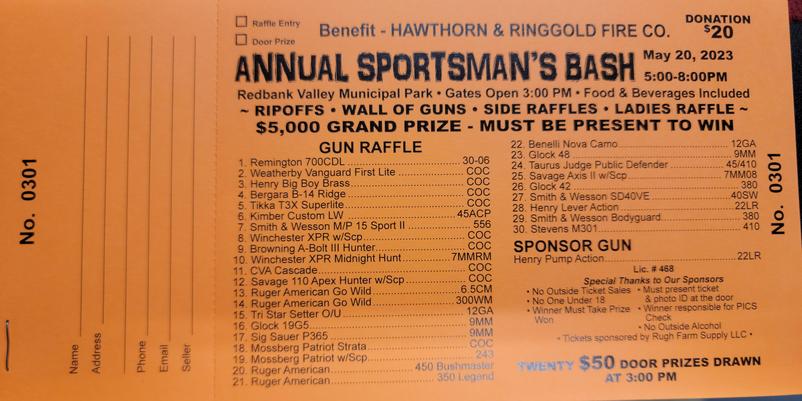 No. 0301
Name
Address
Phone
Email
Seller
Raffle Entry
Door Prize
Benefit - HAWTHORN & RINGGOLD FIRE CO.
DONATION
$20
ANNUAL SPORTSMAN'S BASH
May 20, 2023
5:00-8:00PM
Redbank Valley Municipal Park • Gates Open 3:00 PM • Food & Beverages Included
~ RIPOFFS • WALL OF GUNS • SIDE RAFFLES • LADIES RAFFLE ~
$5,000 GRAND PRIZE - MUST BE PRESENT TO WIN
GUN RAFFLE
1. Remington 700CDL 30-06
2. Weatherby Vanguard First Lite COC
3. Henry Big Boy Brass COC
4. Bergara B-14 Ridge COC
5. Tikka T3X Superlite COC
6. Kimber Custom LW 45ACP
7. Smith & Wesson M/P 15 Sport II 556
8. Winchester XPR w/Scp COC
9. Browning A-Bolt III Hunter COC
10. Winchester XPR Midnight Hunt 7MMRM
11. CVA Cascade COC
12. Savage 110 Apex Hunter w/Scp COC
13. Ruger American Go Wild 6.5CM
14. Ruger American Go Wild 300WM
15. Tri Star Setter O/U 12GA
16. Glock 19G5 9MM
17. Sig Sauer P365 9MM
18. Mossberg Patriot Strata COC
19. Mossberg Patriot w/Scp 243
20. Ruger American 450 Bushmaster
21. Ruger American 350 Legend
22. Benelli Nova Camo 12GA
23. Glock 48 9MM
24. Taurus Judge Public Defender 45/410
25. Savage Axis II w/Scp 7MM08
26. Glock 42 380
27. Smith & Wesson SD40VE 40SW
28. Henry Lever Action 22LR
29. Smith & Wesson Bodyguard 380
30. Stevens M301 410
SPONSOR GUN
Henry Pump Action 22LR
Lic. # 468
Special Thanks to Our Sponsors
• No Outside Ticket Sales
• No One Under 18
• Winner Must Take Prize
Won
• Must present ticket
& photo ID at the door
• Winner responsible for PICS
Check
• No Outside Alcohol
• Tickets sponsored by Rugh Farm Supply LLC •
TWENTY $50 DOOR PRIZES DRAWN
AT 3:00 PM
No. 0301